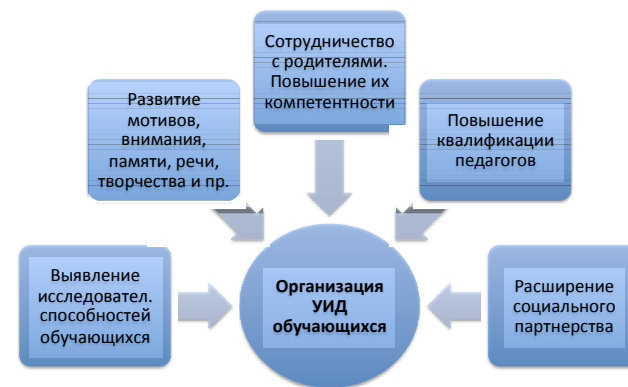 Сотрудничество
с родителями.
Повышение их
компетентности
Развитие
мотивов,
внимания,
памяти, речи,
творчества и пр.
Повышение
квалификации
педагогов
Выявление
исследовател.
способностей
обучающихся
Организация
УИД
обучающихся
Расширение
социального
партнерства